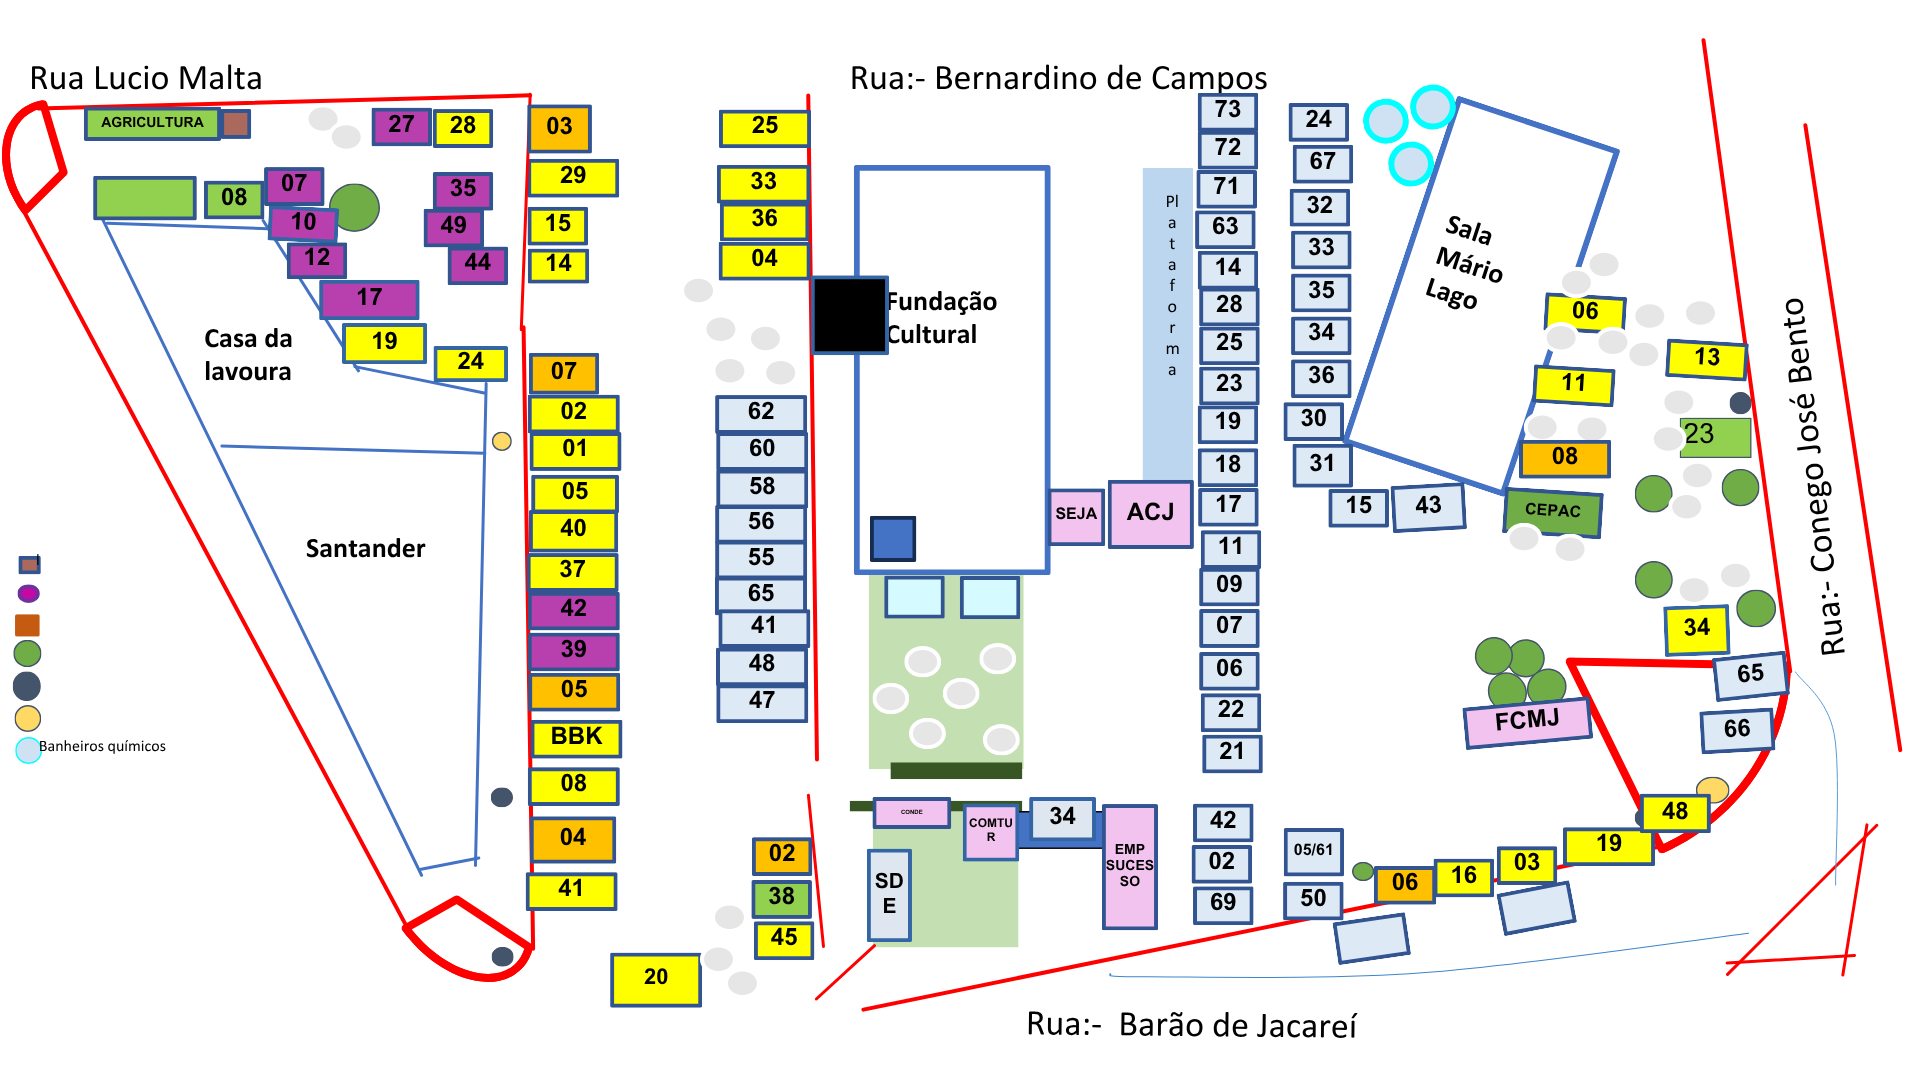 Rua Lucio Malta
Rua:- Bernardino de Campos
AGRICULTURA
27
28
03
29
08
07
10
12
17
19
35
49
44
24
15
14
Casa da
lavoura
Santander
07
02
01
05
40
37
42
39
05
BBK
08
04
41
25
33
36
04
62
60
58
56
55
65
41
48
47
02
38
45
20
Fundação
Cultural
Pl
a
t
a
f
o
r
m
a
SEJA
ACJ
CONDE
COMTU
R
34
EMP
SUCES
SO
SD
E
73
72
71
63
14
28
25
23
19
18
17
11
09
07
06
22
21
42
02
69
24
67
32
33
35
34
36
30
31
15
43
05/61
50
Sala
Mário
Lago
06
11
08
CEPAC
13
23
34
65
66
FCMJ
48
19
03
16
06
Rua:- Conego José Bento
Banheiros químicos
Rua:- Barão de Jacareí